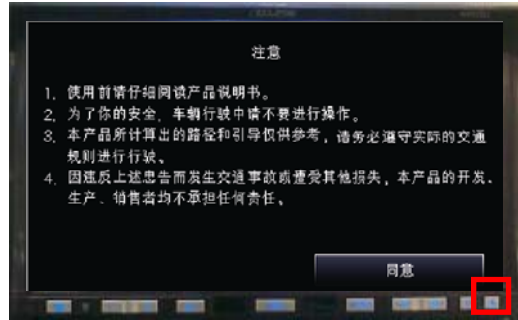 注意
1. 使用前请仔细阅读产品说明书。
2. 为了你的安全，车辆行驶中请不要进行操作。
3. 本产品所计算出的路径和引导仅供参考，请务必遵守实际的交通
规则进行行驶。
4. 因违反上述忠告而发生交通事故或遭受其他损失，本产品的开发、
生产、销售者均不承担任何责任。
同意